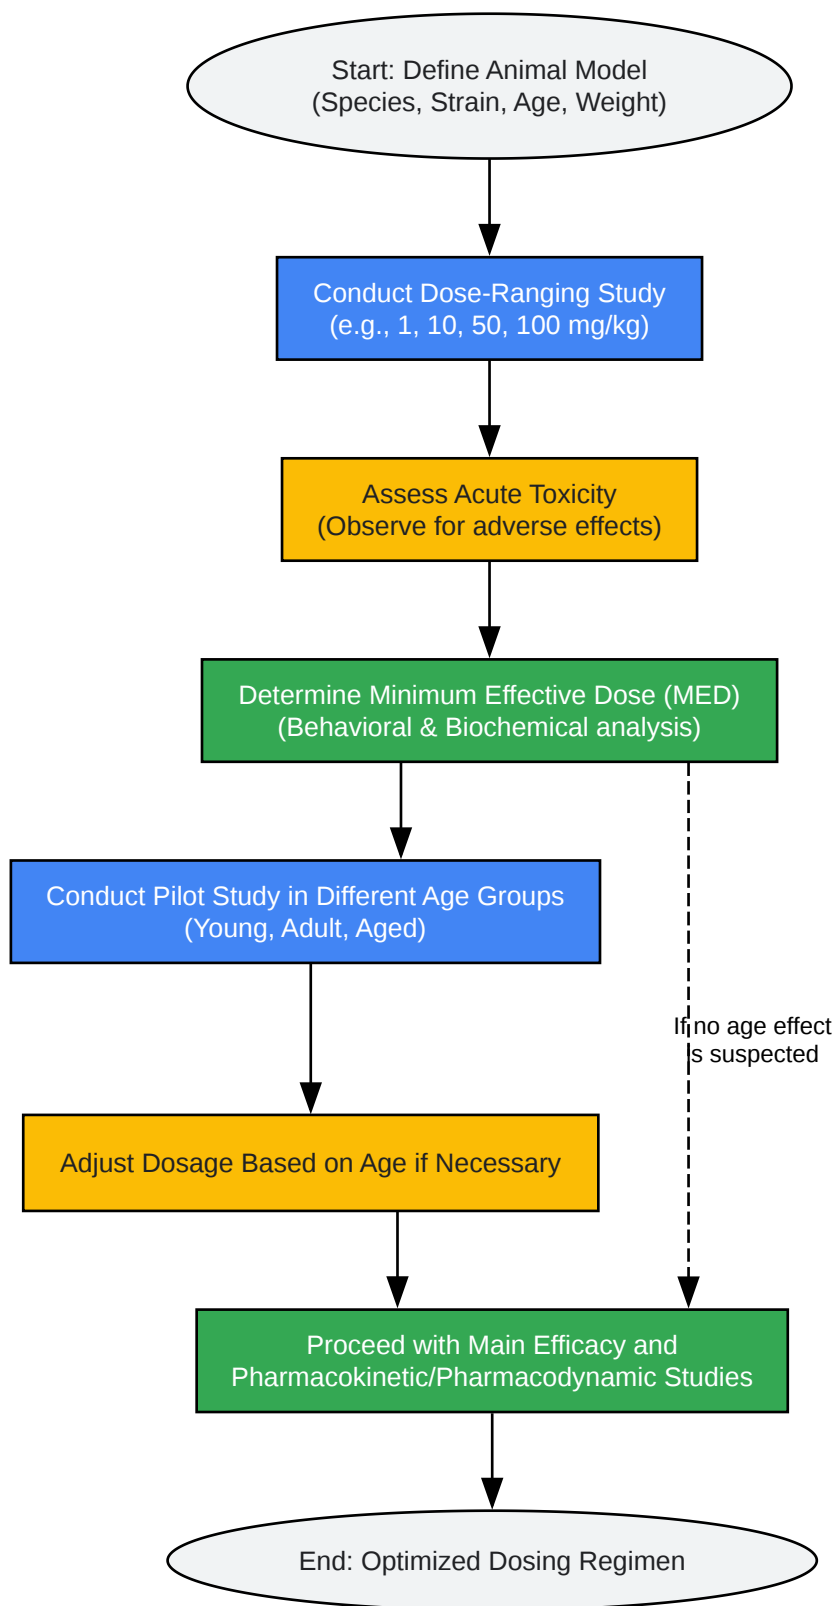 Start: Define Animal Model
(Species, Strain, Age, Weight)
Conduct Dose-Ranging Study
(e.g., 1, 10, 50, 100 mg/kg)
Assess Acute Toxicity
(Observe for adverse effects)
Determine Minimum Effective Dose (MED)
(Behavioral & Biochemical analysis)
Conduct Pilot Study in Different Age Groups
(Young, Adult, Aged)
If no age effect
is suspected
Adjust Dosage Based on Age if Necessary
Proceed with Main Efficacy and
Pharmacokinetic/Pharmacodynamic Studies
End: Optimized Dosing Regimen